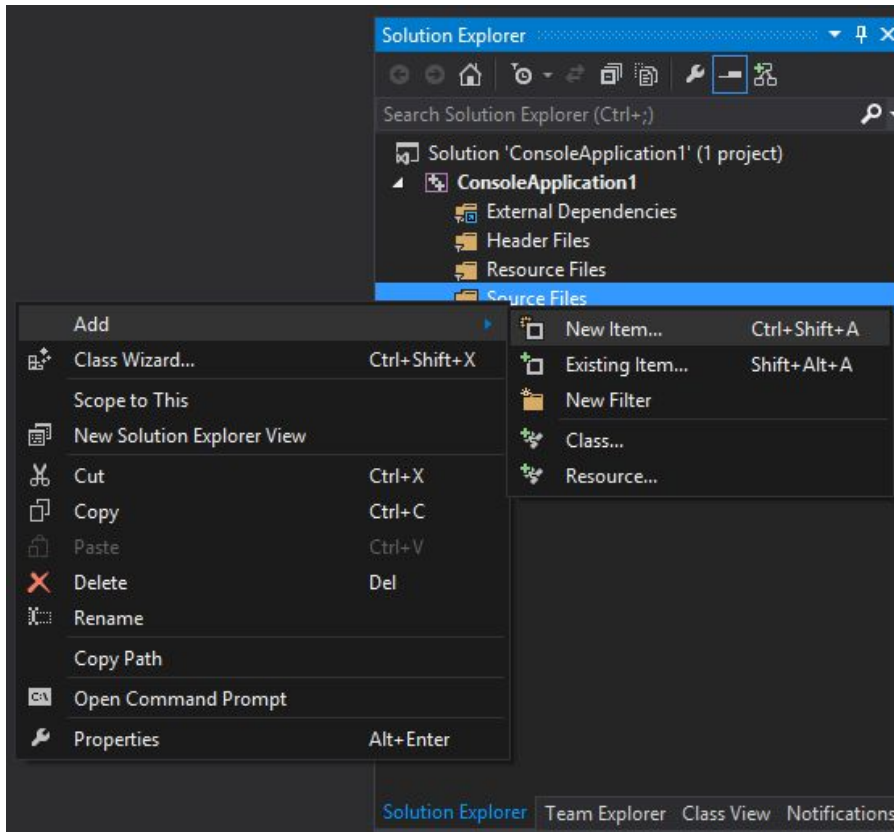 Solution Explorer
Search Solution Explorer (Ctrl+;)
Solution 'ConsoleApplication1' (1 project)
ConsoleApplication1
External Dependencies
Header Files
Resource Files
Source Files
Add
Class Wizard... Ctrl+Shift+X
Scope to This
New Solution Explorer View
Cut Ctrl+X
Copy Ctrl+C
Paste Ctrl+V
Delete Del
Rename
Copy Path
C:\ Open Command Prompt
Properties Alt+Enter
New Item... Ctrl+Shift+A
Existing Item... Shift+Alt+A
New Filter
Class...
Resource...
Solution Explorer Team Explorer Class View Notifications